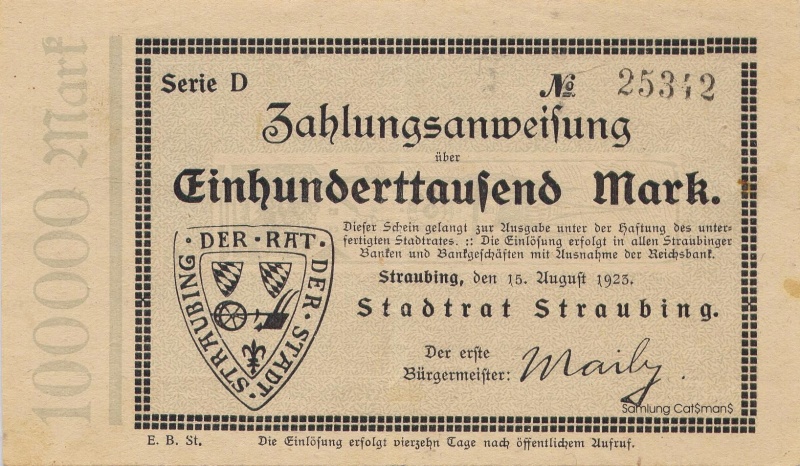 100000 Mark
Serie D
№ 25342
Zahlungsanweisung
über
Einhunderttausend Mark.
Dieser Schein gelangt zur Ausgabe unter der Haftung des unter-
fertigten Stadtrates. :: Die Einlösung erfolgt in allen Straubinger
Banken und Bankgeschäften mit Ausnahme der Reichsbank.
Straubing, den 15. August 1923.
Stadtrat Straubing.
· DER · RAT · DER · STADT · STRAUBING
Der erste
Bürgermeister:
Samlung Cat$man$
E. B. St.
Die Einlösung erfolgt vierzehn Tage nach öffentlichem Aufruf.